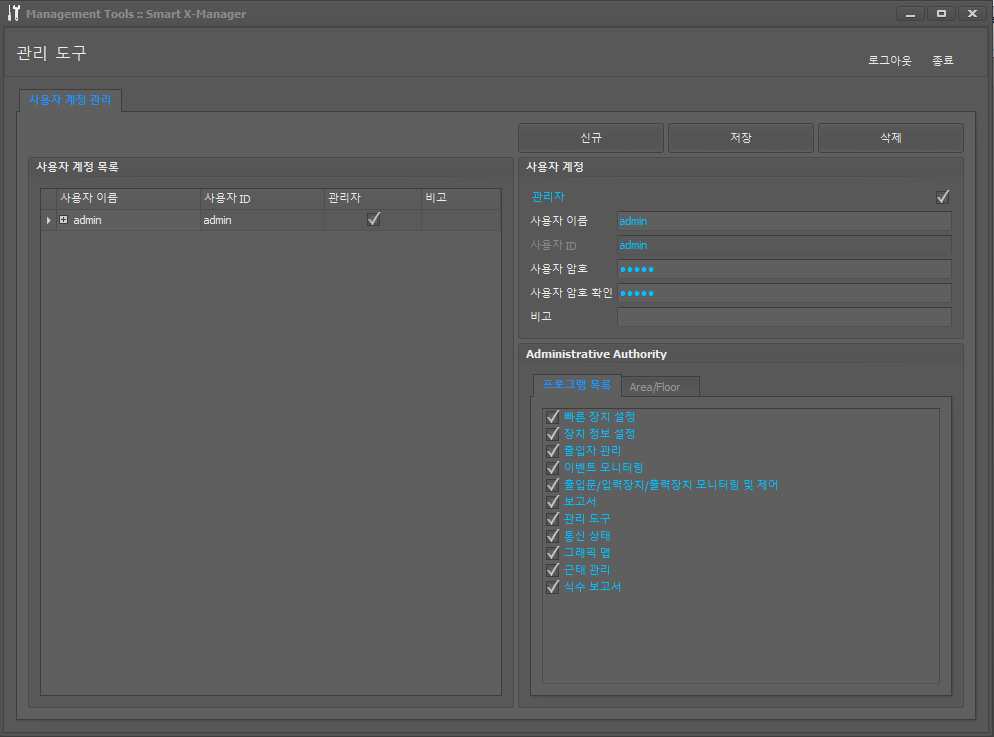 Management Tools :: Smart X-Manager
관리 도구
로그아웃 종료
사용자 계정 관리
신규 저장 삭제
사용자 계정 목록
사용자 이름 사용자 ID 관리자 비고
admin admin
사용자 계정
관리자
사용자 이름 admin
사용자 ID admin
사용자 암호 ●●●●●
사용자 암호 확인 ●●●●●
비고
Administrative Authority
프로그램 목록 Area/Floor
빠른 장치 설정
장치 정보 설정
출입자 관리
이벤트 모니터링
출입문/입력장치/출력장치 모니터링 및 제어
보고서
관리 도구
통신 상태
그래픽 맵
근태 관리
식수 보고서